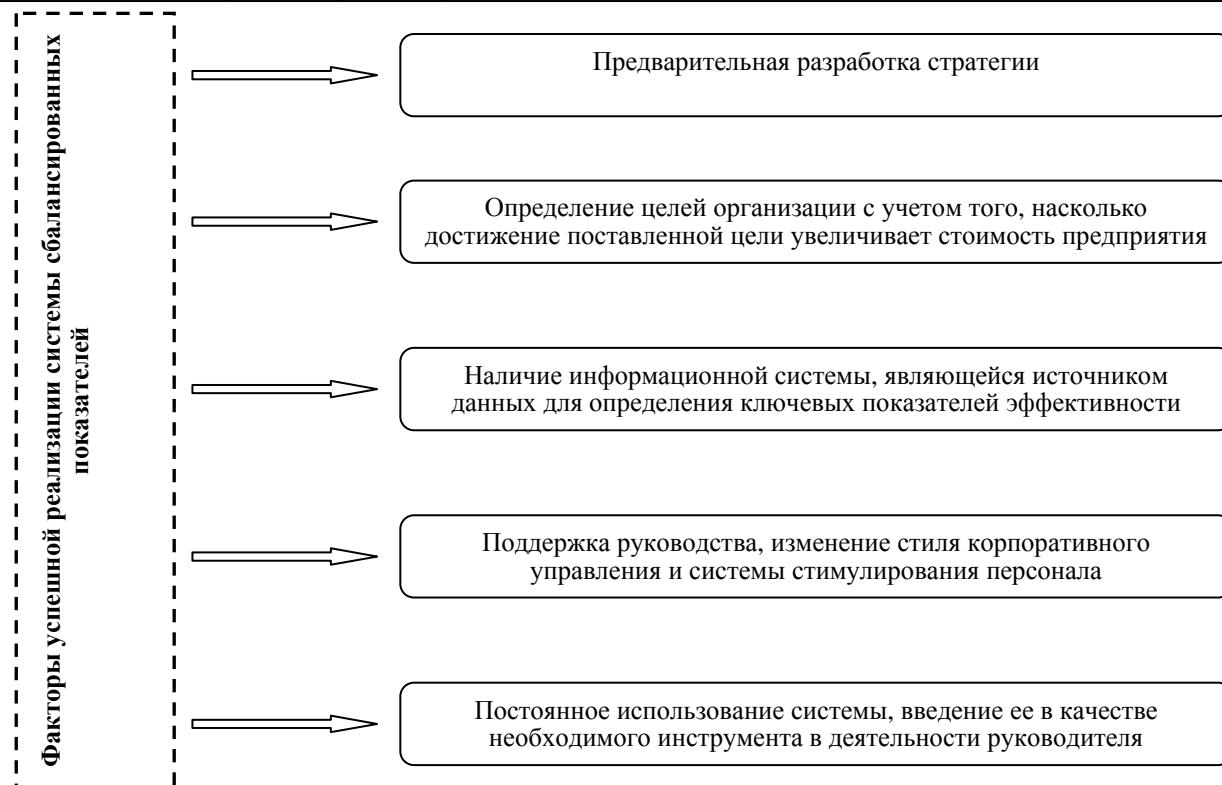 Факторы успешной реализации системы сбалансированных
показателей
Предварительная разработка стратегии
Определение целей организации с учетом того, насколько
достижение поставленной цели увеличивает стоимость предприятия
Наличие информационной системы, являющейся источником
данных для определения ключевых показателей эффективности
Поддержка руководства, изменение стиля корпоративного
управления и системы стимулирования персонала
Постоянное использование системы, введение ее в качестве
необходимого инструмента в деятельности руководителя